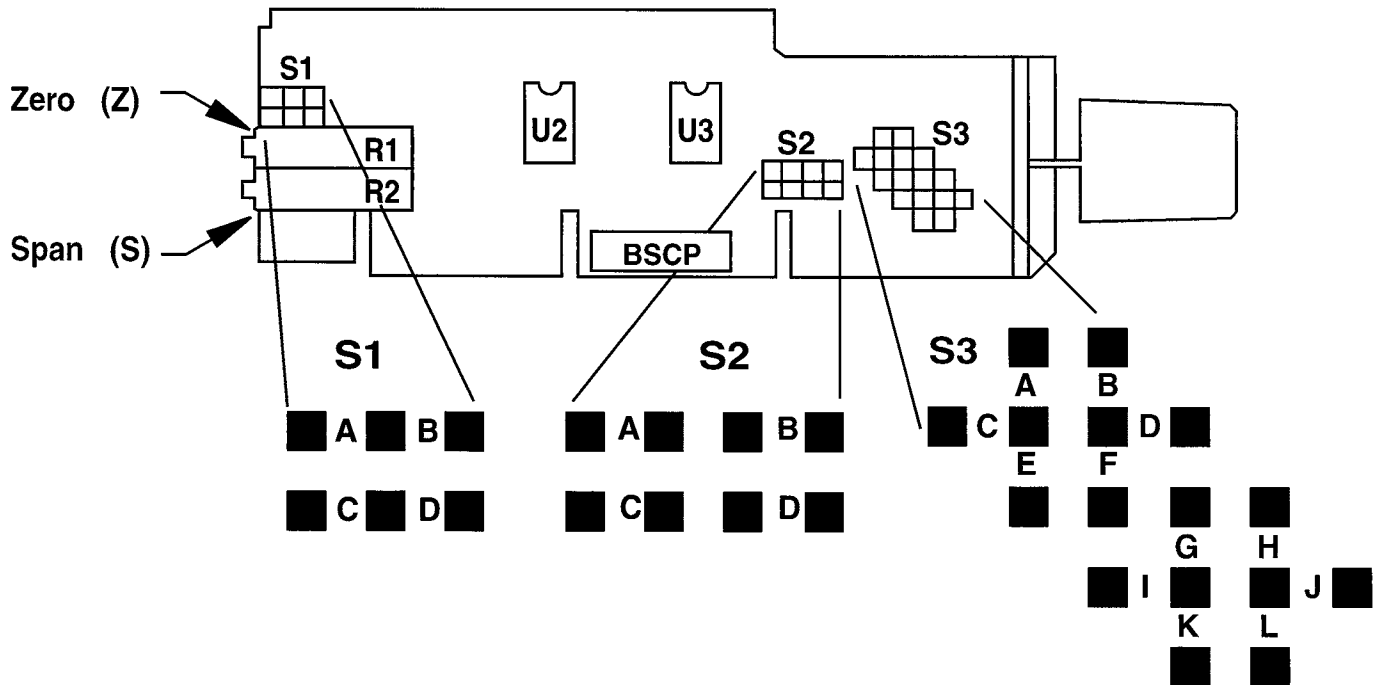 S1
Zero (Z)
U2
U3
S2
S3
R1
R2
Span (S)
BSCP
S1
S2
S3
A B
A B
A B
C D
E F
C D
C D
G H
I J
K L